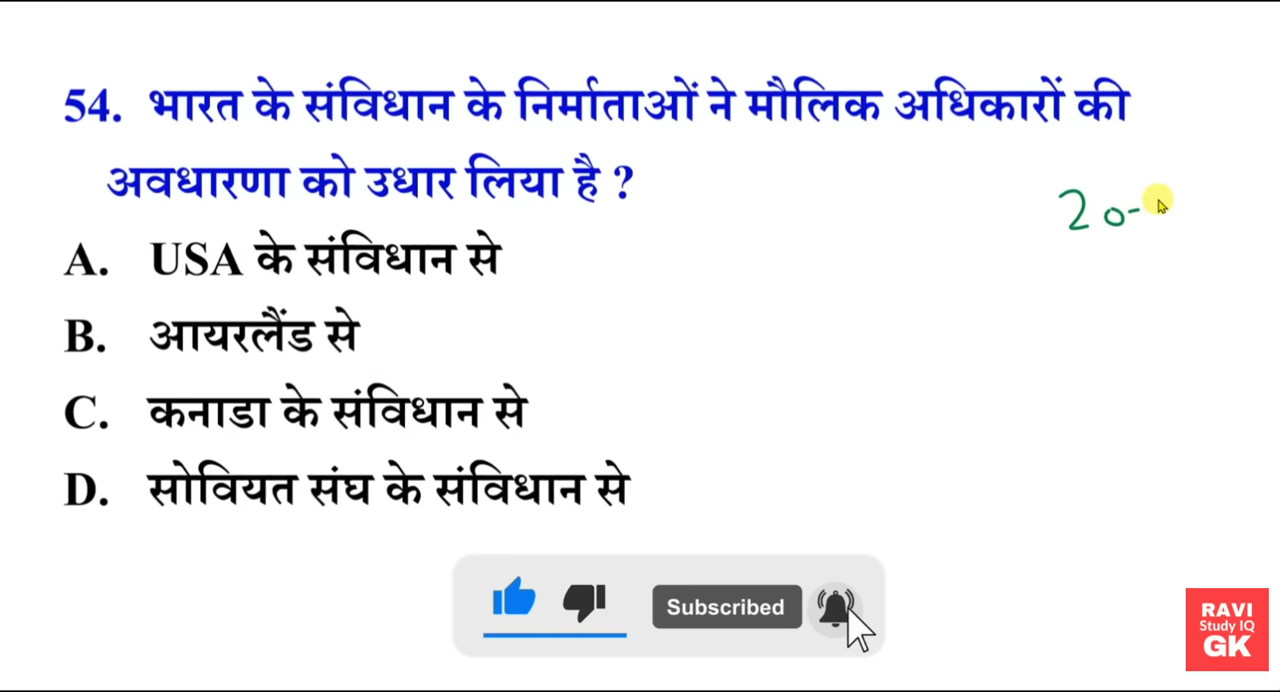 54. भारत के संविधान के निर्माताओं ने मौलिक अधिकारों की
अवधारणा को उधार लिया है ?
20-
A. USA के संविधान से
B. आयरलैंड से
C. कनाडा के संविधान से
D. सोवियत संघ के संविधान से
Subscribed
RAVI
Study IQ
GK